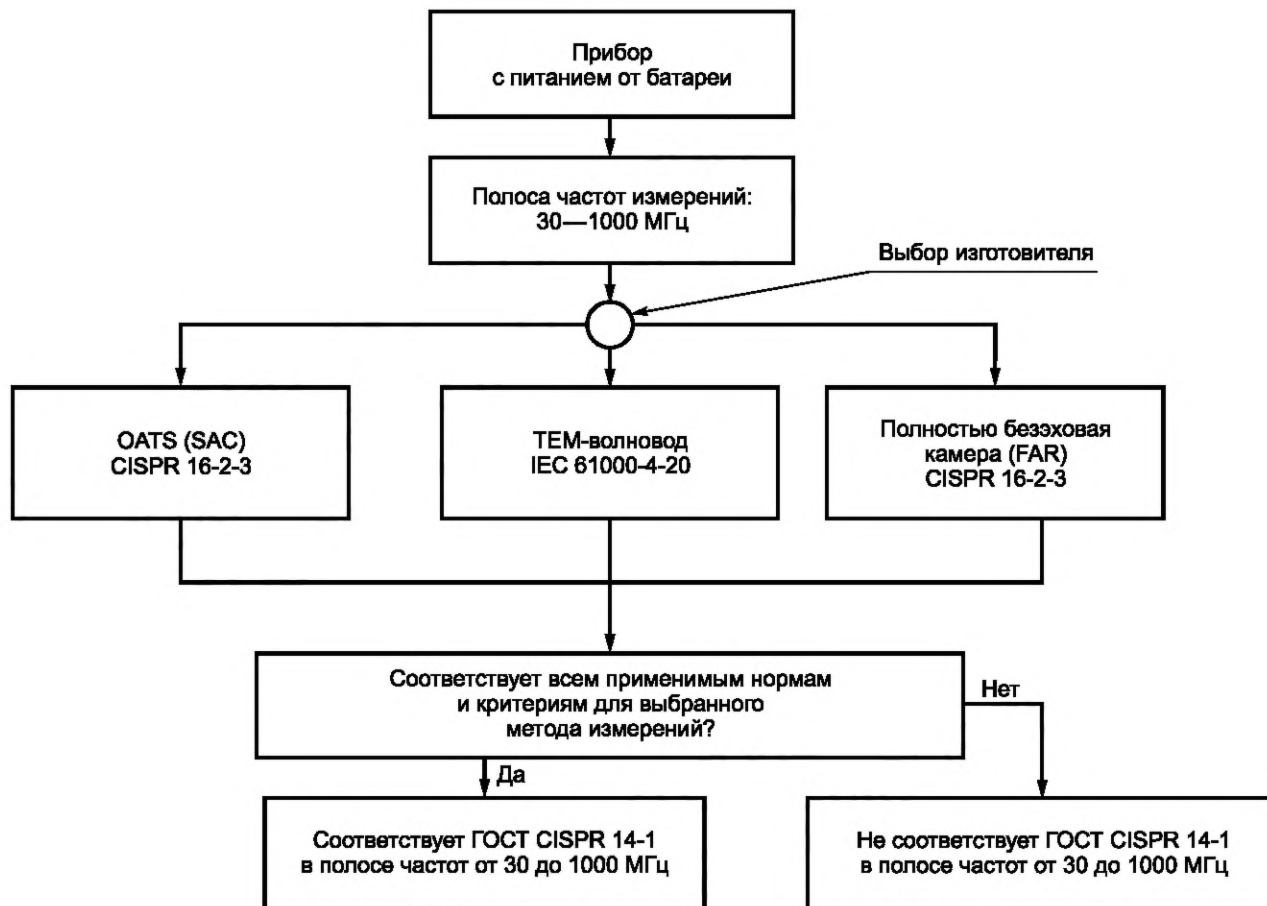 Прибор
с питанием от батареи
Полоса частот измерений:
30—1000 МГц
Выбор изготовителя
OATS (SAC)
CISPR 16-2-3
ТЕМ-волновод
IEC 61000-4-20
Полностью безэховая
камера (FAR)
CISPR 16-2-3
Соответствует всем применимым нормам
и критериям для выбранного
метода измерений?
Нет
Да
Соответствует ГОСТ CISPR 14-1
в полосе частот от 30 до 1000 МГц
Не соответствует ГОСТ CISPR 14-1
в полосе частот от 30 до 1000 МГц